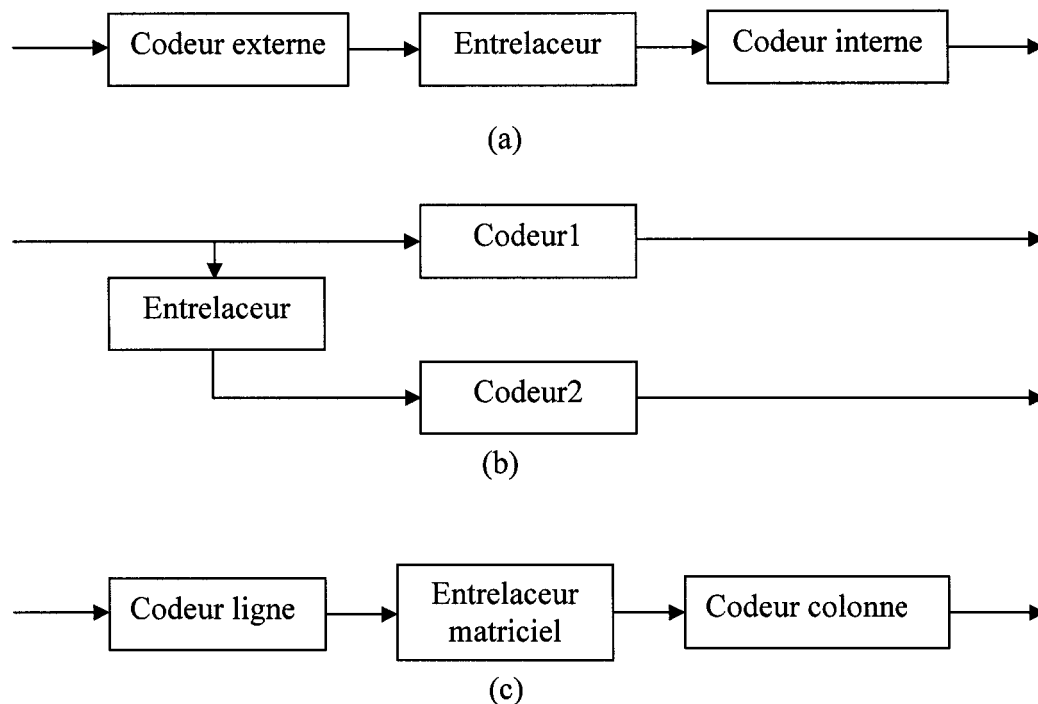 Codeur externe
Entrelaceur
Codeur interne
(a)
Codeur1
Entrelaceur
Codeur2
(b)
Codeur ligne
Entrelaceur
matriciel
Codeur colonne
(c)